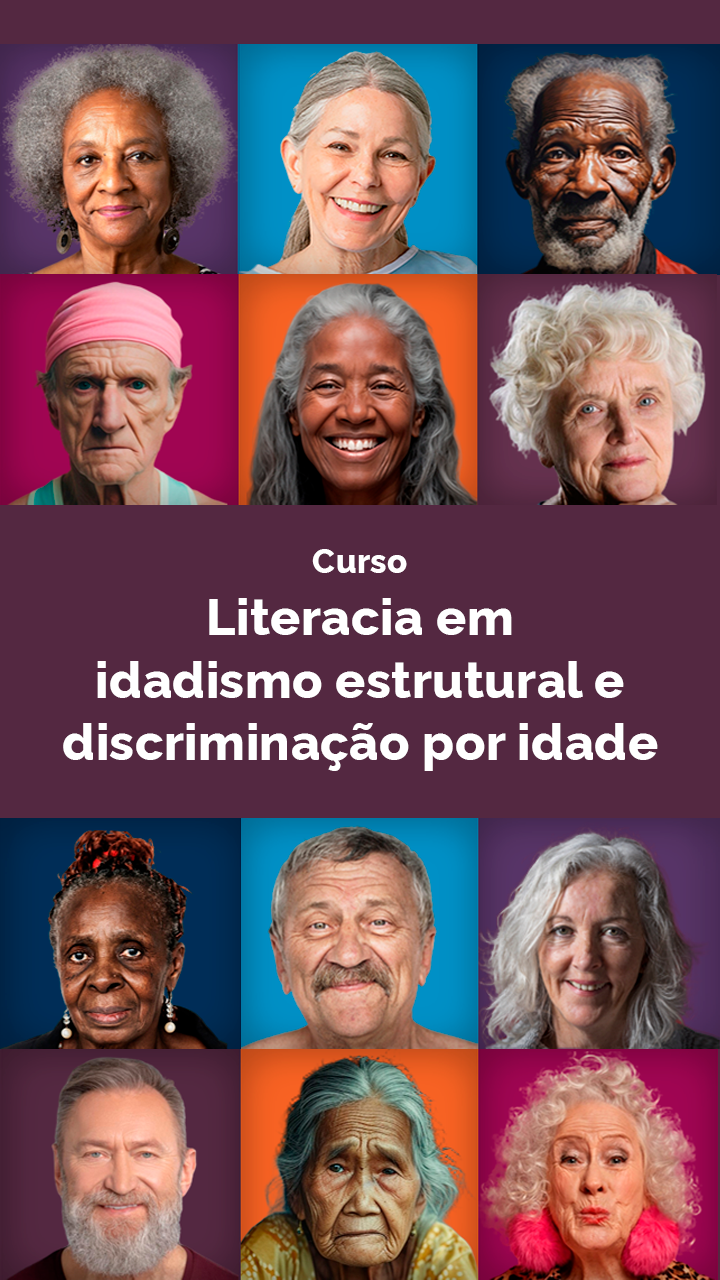 Curso
Literacia em
idadismo estrutural e
discriminação por idade